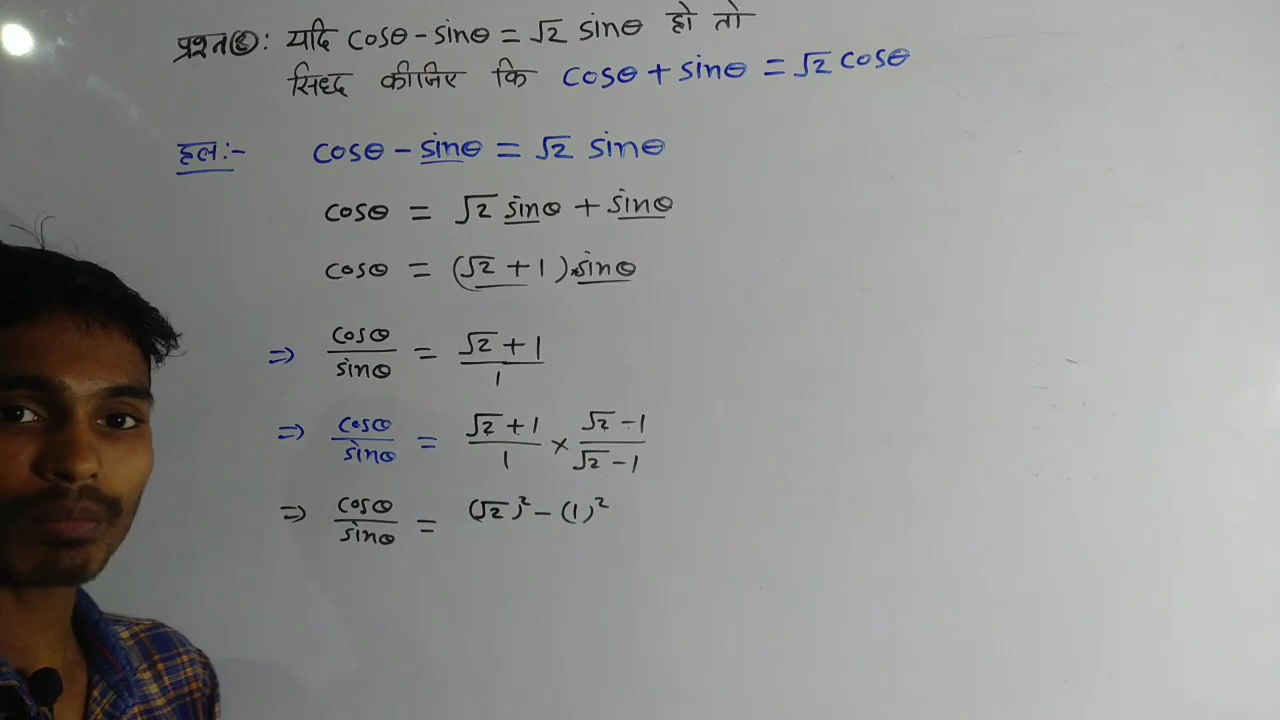 प्रश्न⑧: यदि cosθ - sinθ = √2 sinθ हो तो
सिद्ध कीजिए कि cosθ + sinθ = √2 cosθ
हल:- cosθ - sinθ = √2 sinθ
cosθ = √2 sinθ + sinθ
cosθ = (√2 + 1).sinθ
⇒ cosθ/sinθ = √2 + 1/1
⇒ cosθ/sinθ = √2 + 1/1 × √2 - 1/√2 - 1
⇒ cosθ/sinθ = (√2)² - (1)²